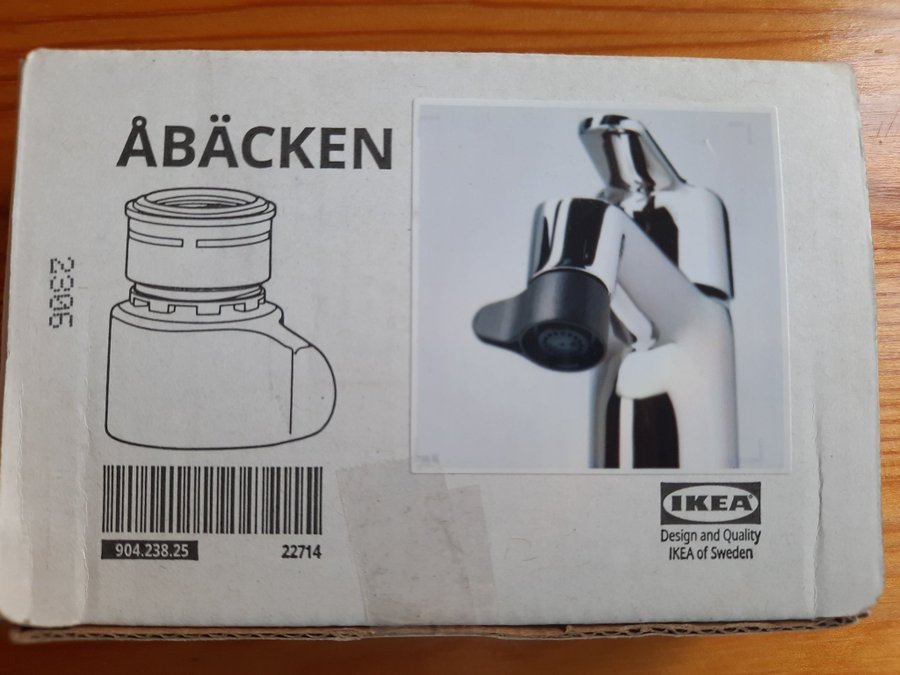 ÅBÄCKEN
2306
904.238.25
22714
IKEA
Design and Quality
IKEA of Sweden